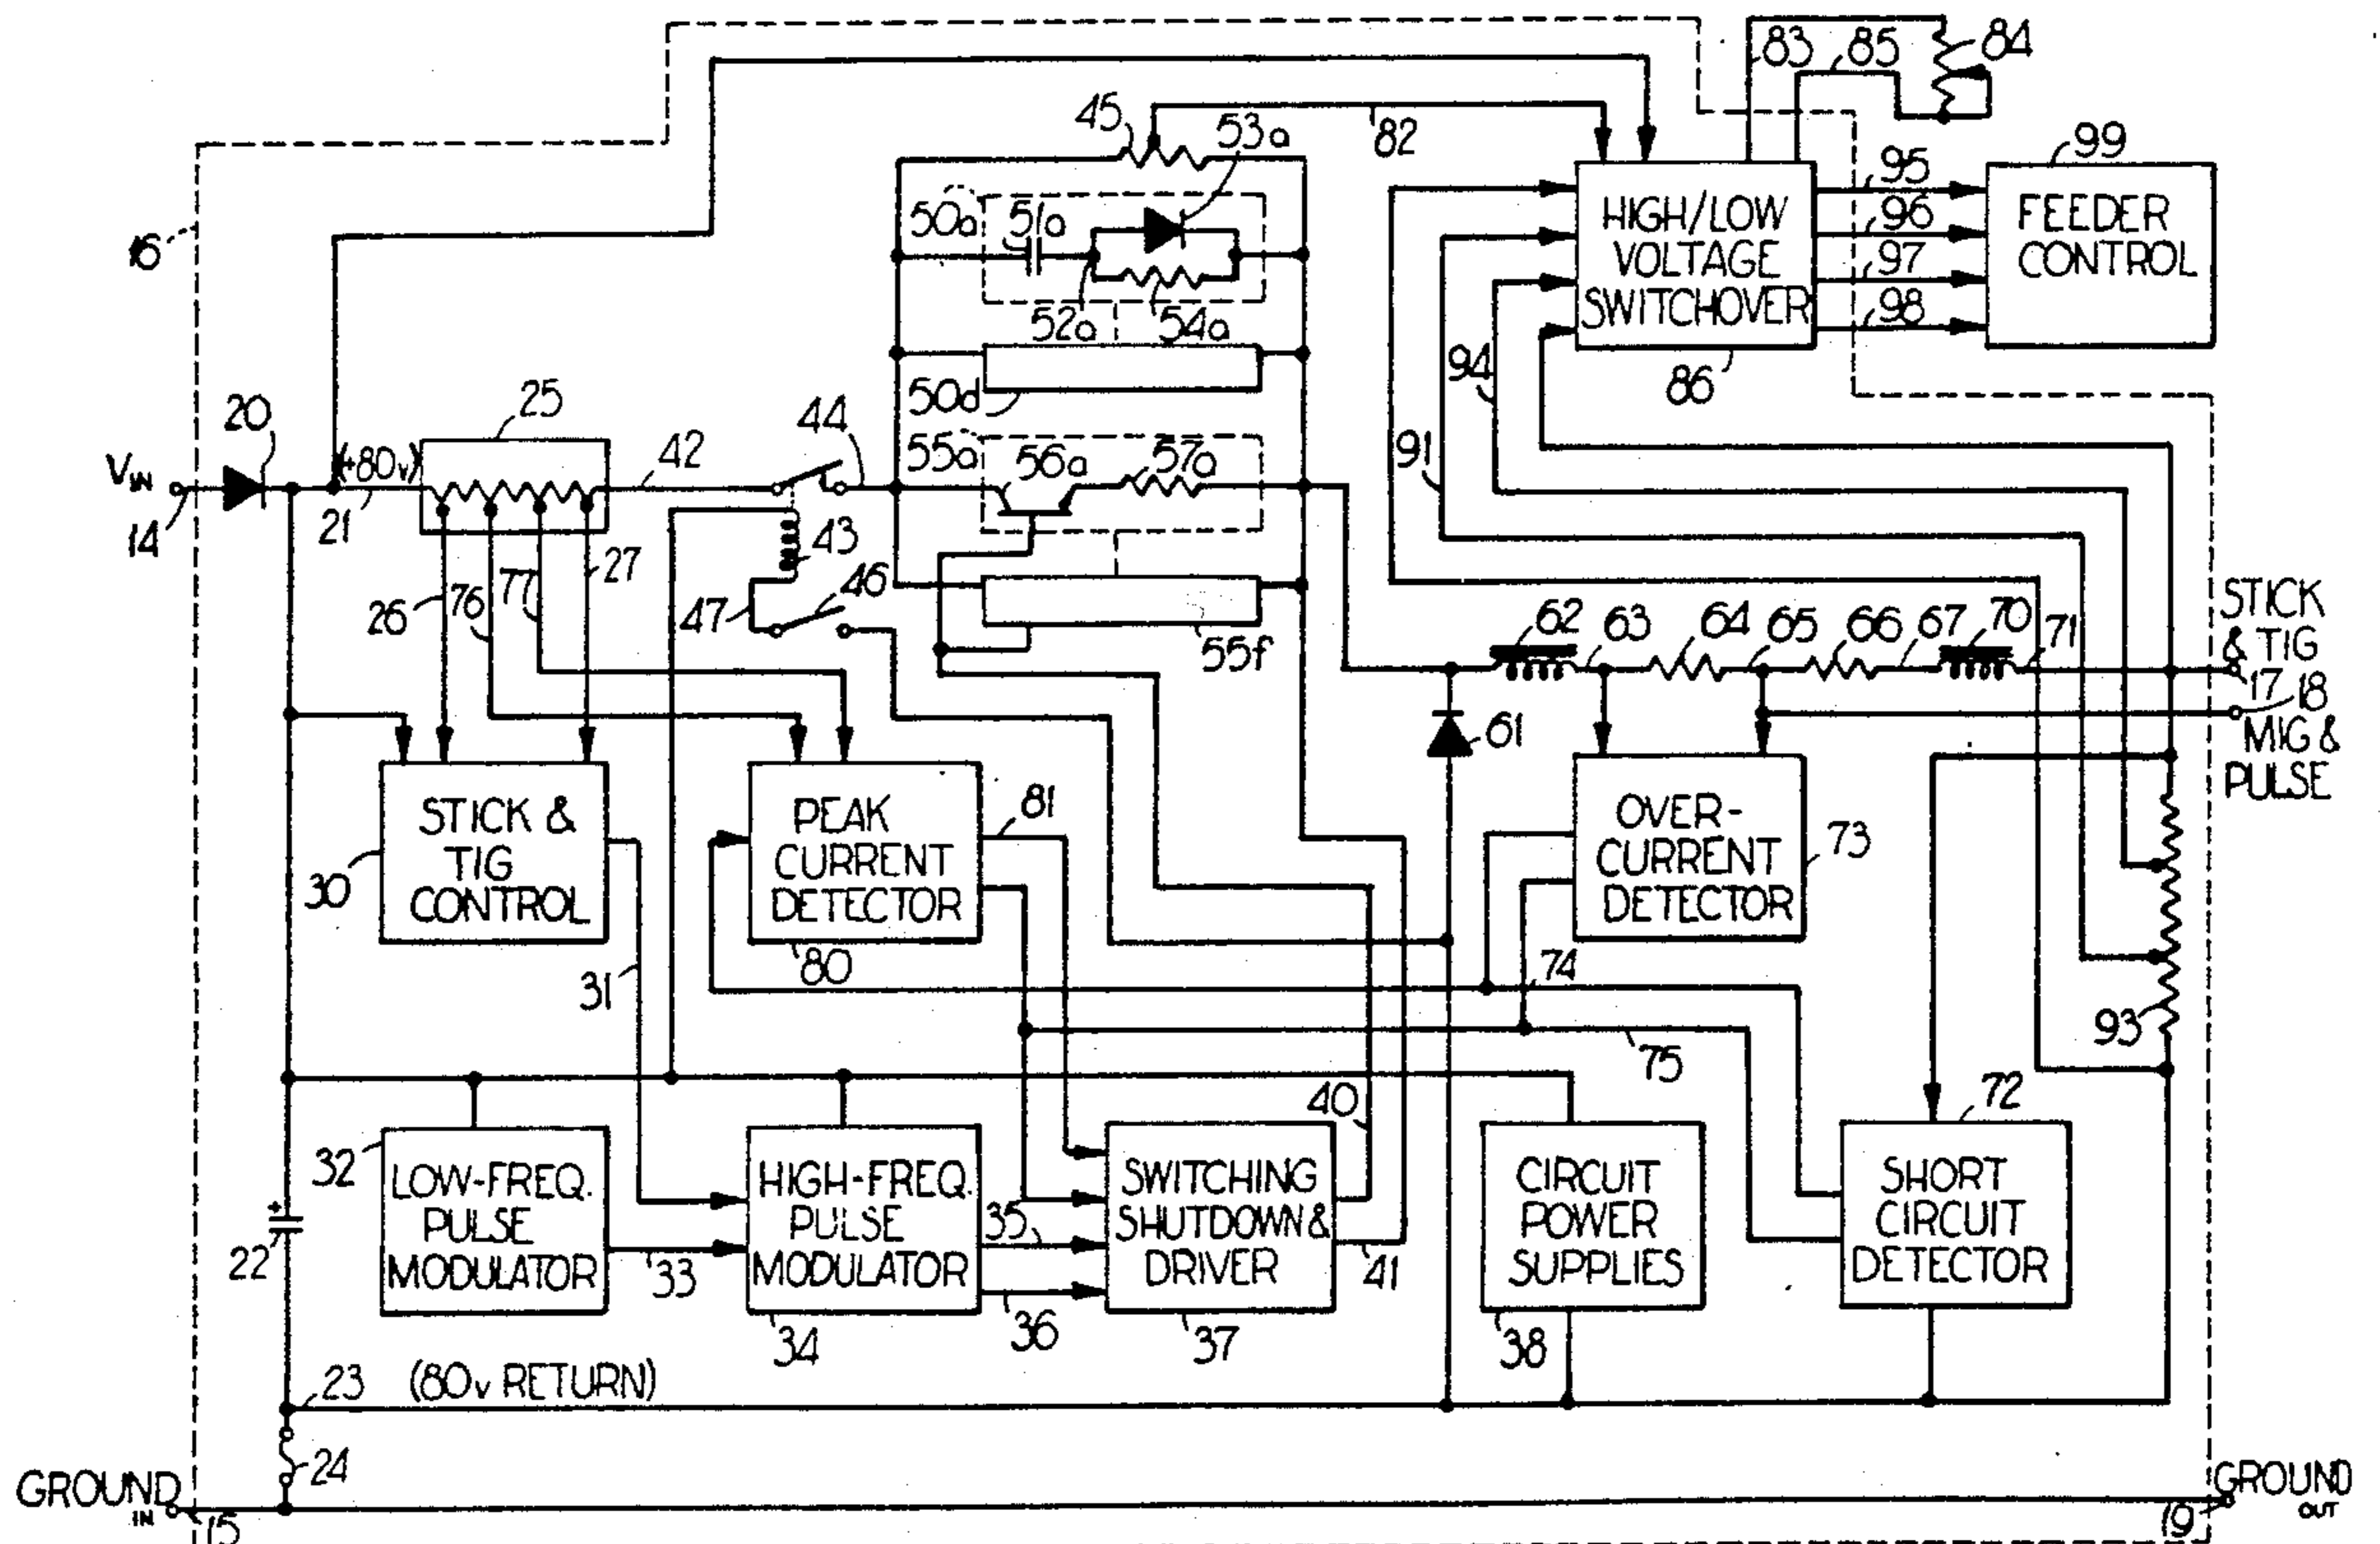 83
85
84
45
53a
82
99
95
FEEDER
CONTROL
96
97
98
HIGH/LOW
VOLTAGE
SWITCHOVER
86
50a
51a
52a
54a
16
50d
94
91
20
25
(+80v)
42
44
55a
56a
57a
VIN
14
21
26
76
77
27
43
47
46
55f
62
63
64
65
66
67
70
71
STICK
& TIG
17
18
MIG &
PULSE
61
STICK &
TIG
CONTROL
30
PEAK
CURRENT
DETECTOR
80
81
OVER-
CURRENT
DETECTOR
73
31
74
93
75
40
72
32
LOW-FREQ.
PULSE
MODULATOR
33
HIGH-FREQ.
PULSE
MODULATOR
34
35
36
SWITCHING
SHUTDOWN &
DRIVER
37
41
CIRCUIT
POWER
SUPPLIES
38
SHORT
CIRCUIT
DETECTOR
+
22
23
(80v RETURN)
24
GROUND
IN
15
19
GROUND
OUT